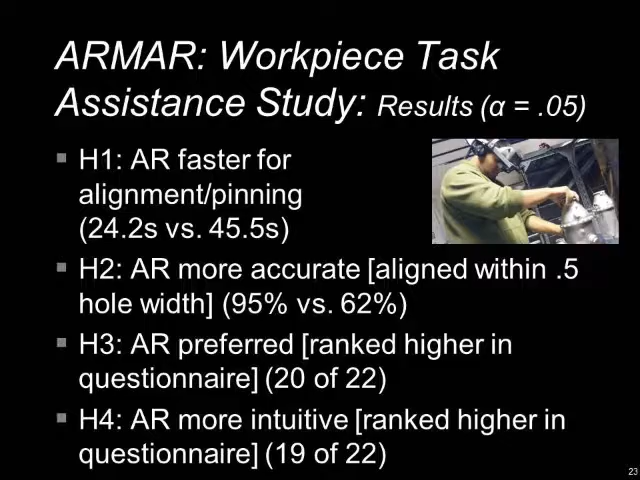 ARMAR: Workpiece Task
Assistance Study: Results (α = .05)
▪ H1: AR faster for
alignment/pinning
(24.2s vs. 45.5s)
▪ H2: AR more accurate [aligned within .5
hole width] (95% vs. 62%)
▪ H3: AR preferred [ranked higher in
questionnaire] (20 of 22)
▪ H4: AR more intuitive [ranked higher in
questionnaire] (19 of 22)
23